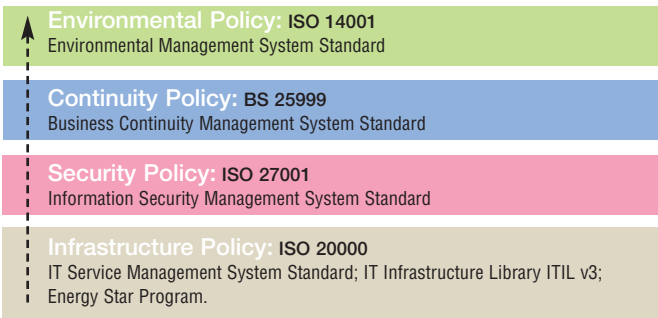 Environmental Policy: ISO 14001
Environmental Management System Standard
Continuity Policy: BS 25999
Business Continuity Management System Standard
Security Policy: ISO 27001
Information Security Management System Standard
Infrastructure Policy: ISO 20000
IT Service Management System Standard; IT Infrastructure Library ITIL v3;
Energy Star Program.